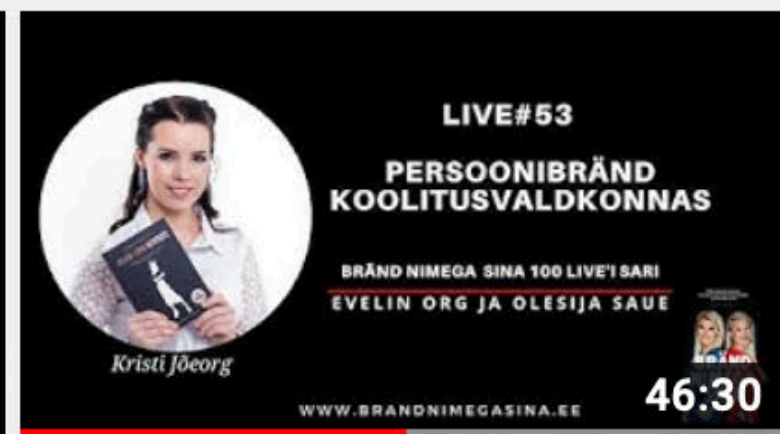 LIVE#53
PERSOONIBRÄND
KOOLITUSVALDKONNAS
BRÄND NIMEGA SINA 100 LIVE'I SARI
EVELIN ORG JA OLESIJA SAUE
Kristi Jõeorg
BRAND
46:30
WWW.BRANDNIMEGASINA.EE